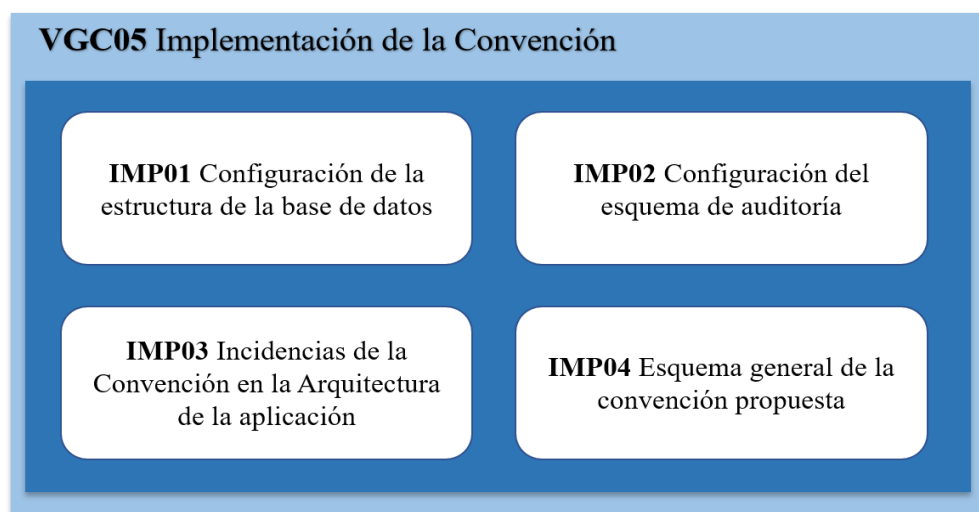 VGC05 Implementación de la Convención
IMP01 Configuración de la
estructura de la base de datos
IMP02 Configuración del
esquema de auditoría
IMP03 Incidencias de la
Convención en la Arquitectura
de la aplicación
IMP04 Esquema general de la
convención propuesta